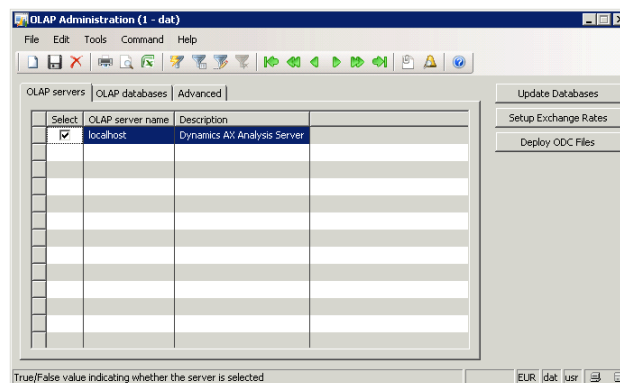 OLAP Administration (1 - dat)
File Edit Tools Command Help
OLAP servers OLAP databases Advanced
Update Databases
Setup Exchange Rates
Deploy ODC Files
Select OLAP server name Description
localhost Dynamics AX Analysis Server
True/False value indicating whether the server is selected
EUR dat usr